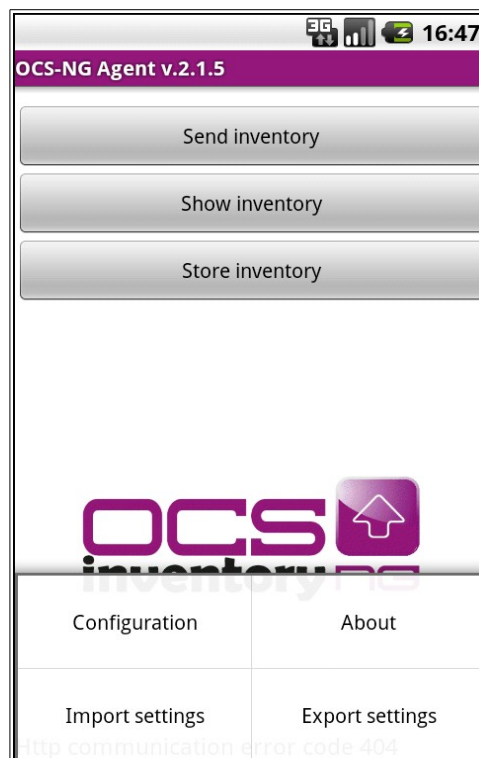 3G 16:47
OCS-NG Agent v.2.1.5
Send inventory
Show inventory
Store inventory
OCS
inventory NG
Configuration About
Import settings Export settings
Http communication error code 404